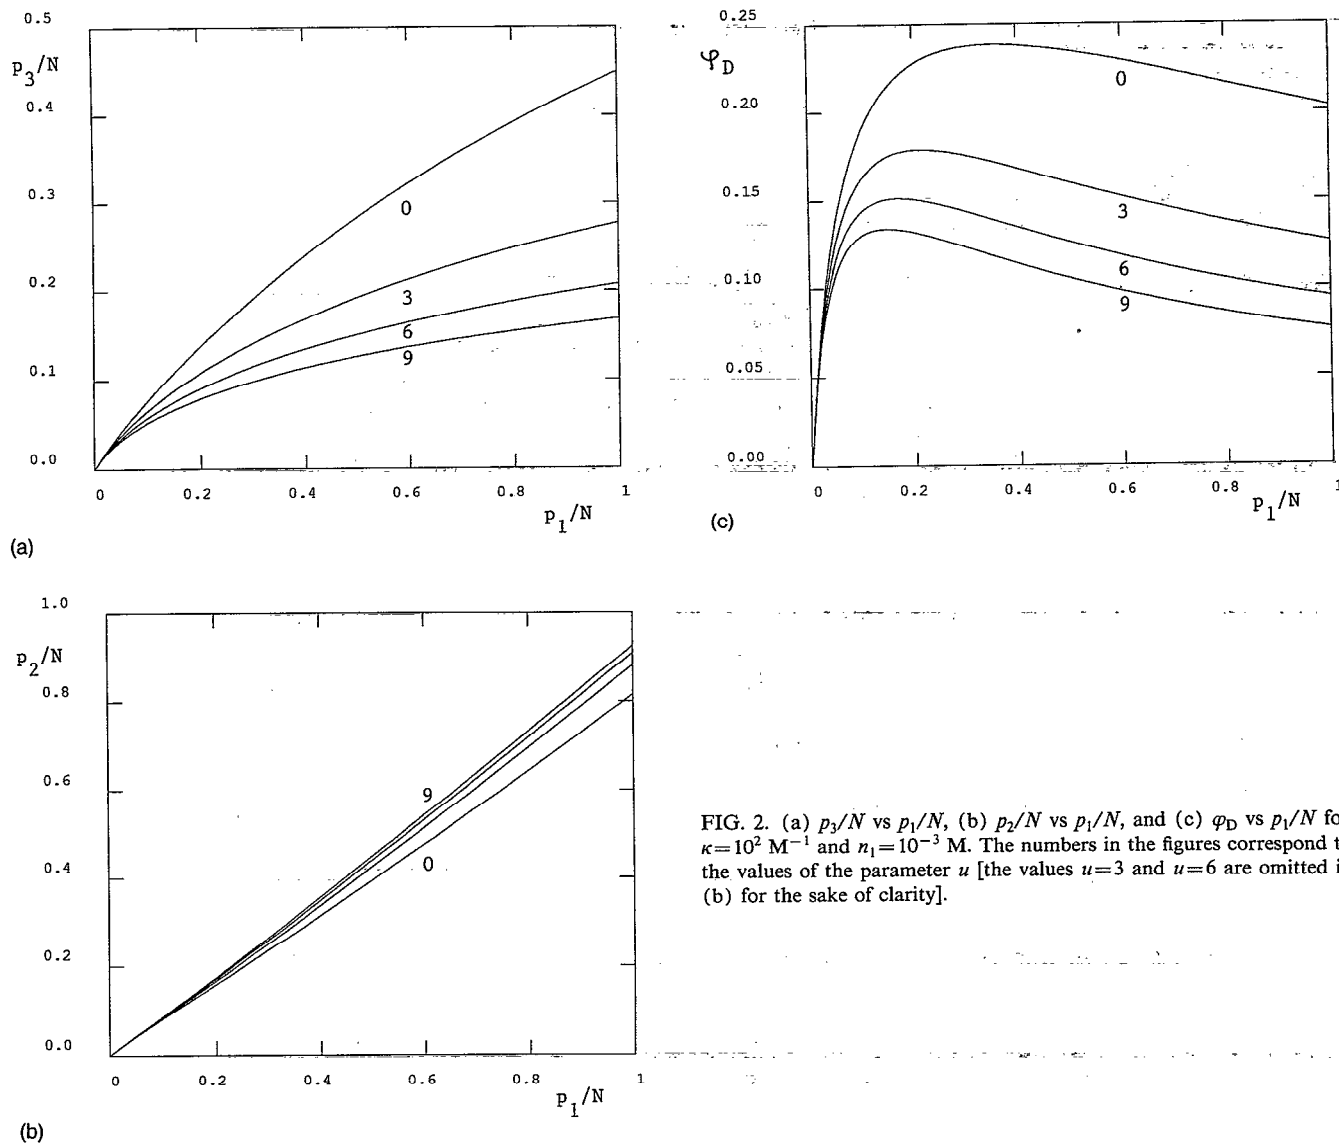 0.5
p3/N
0.4
0.3
0.2
0.1
0.0
0
3
6
9
0 0.2 0.4 0.6 0.8 1
p1/N
(a)
0.25
φD
0.20
0.15
0.10
0.05
0.00
0
3
6
9
0 0.2 0.4 0.6 0.8 1
p1/N
(c)
1.0
p2/N
0.8
0.6
0.4
0.2
0.0
9
0
0 0.2 0.4 0.6 0.8 1
p1/N
(b)
FIG. 2. (a) p3/N vs p1/N, (b) p2/N vs p1/N, and (c) φD vs p1/N fo
κ=10² M⁻¹ and n1=10⁻³ M. The numbers in the figures correspond t
the values of the parameter u [the values u=3 and u=6 are omitted i
(b) for the sake of clarity].